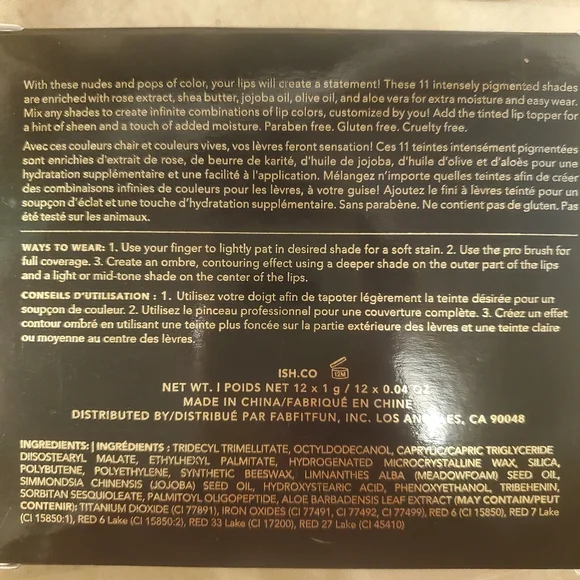 With these nudes and pops of color, your lips will create a statement! These 11 intensely pigmented shades
are enriched with rose extract, shea butter, jojoba oil, olive oil, and aloe vera for extra moisture and easy wear.
Mix any shades to create infinite combinations of lip colors, customized by you! Add the tinted lip topper for
a hint of sheen and a touch of added moisture. Paraben free. Gluten free. Cruelty free.
Avec ces couleurs chair et couleurs vives, vos lèvres feront sensation! Ces 11 teintes intensément pigmentées
sont enrichies d'extrait de rose, de beurre de karité, d'huile de jojoba, d'huile d'olive et d'aloès pour une
hydratation supplémentaire et une facilité à l'application. Mélangez n'importe quelles teintes afin de créer
des combinaisons infinies de couleurs pour les lèvres, à votre guise! Ajoutez le fini à lèvres teinté pour un
soupçon d'éclat et une touche d'hydratation supplémentaire. Sans parabène. Ne contient pas de gluten. Pas
été testé sur les animaux.
WAYS TO WEAR: 1. Use your finger to lightly pat in desired shade for a soft stain. 2. Use the pro brush for
full coverage. 3. Create an ombre, contouring effect using a deeper shade on the outer part of the lips
and a light or mid-tone shade on the center of the lips.
CONSEILS D'UTILISATION : 1. Utilisez votre doigt afin de tapoter légèrement la teinte désirée pour un
soupçon de couleur. 2. Utilisez le pinceau professionnel pour une couverture complète. 3. Créez un effet
contour ombré en utilisant une teinte plus foncée sur la partie extérieure des lèvres et une teinte claire
ou moyenne au centre des lèvres.
ISH.CO 12M
NET WT. | POIDS NET 12 x 1 g / 12 x 0.04 OZ
MADE IN CHINA/FABRIQUÉ EN CHINE
DISTRIBUTED BY/DISTRIBUÉ PAR FABFITFUN, INC. LOS ANGELES, CA 90048
INGREDIENTS: | INGRÉDIENTS : TRIDECYL TRIMELLITATE, OCTYLDODECANOL, CAPRYLIC/CAPRIC TRIGLYCERIDE
DIISOSTEARYL MALATE, ETHYLHEXYL PALMITATE, HYDROGENATED MICROCRYSTALLINE WAX, SILICA,
POLYBUTENE, POLYETHYLENE, SYNTHETIC BEESWAX, LIMNANTHES ALBA (MEADOWFOAM) SEED OIL,
SIMMONDSIA CHINENSIS (JOJOBA) SEED OIL, HYDROXYSTEARIC ACID, PHENOXYETHANOL, TRIBEHENIN,
SORBITAN SESQUIOLEATE, PALMITOYL OLIGOPEPTIDE, ALOE BARBADENSIS LEAF EXTRACT (MAY CONTAIN/PEUT
CONTENIR): TITANIUM DIOXIDE (CI 77891), IRON OXIDES (CI 77491, CI 77492, CI 77499), RED 6 (CI 15850), RED 7 Lake
(CI 15850:1), RED 6 Lake (CI 15850:2), RED 33 Lake (CI 17200), RED 27 Lake (CI 45410)